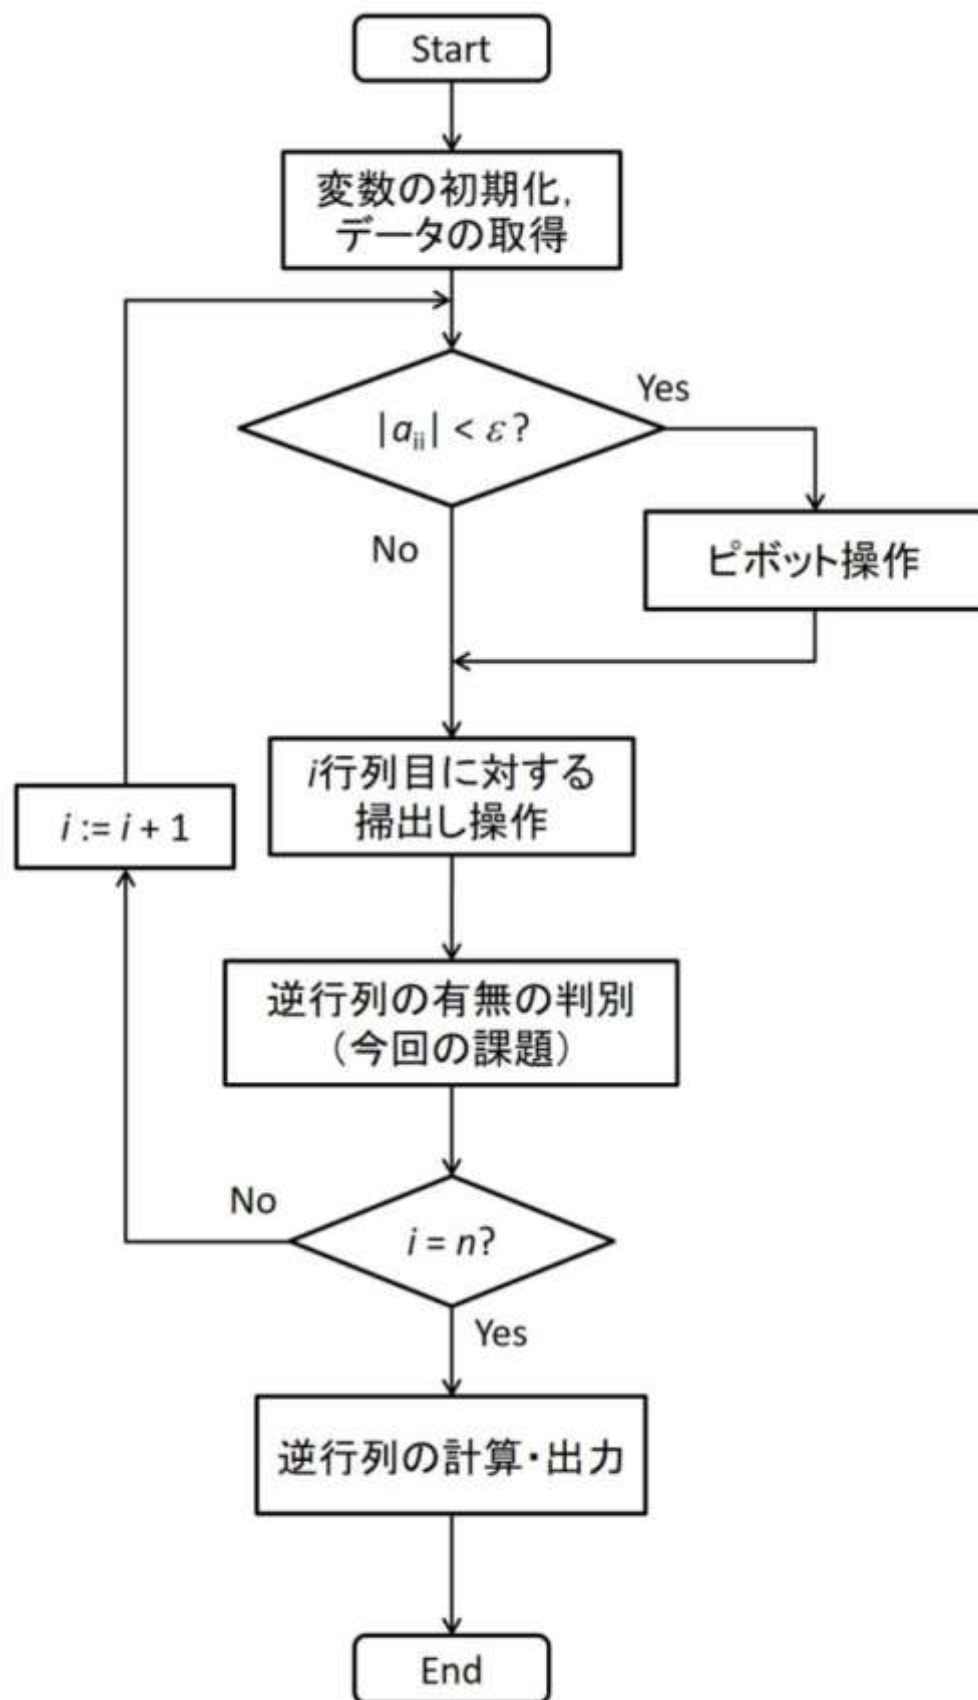 Start
変数の初期化,
データの取得
|aii| < ε?
Yes
No
ピボット操作
i行列目に対する
掃出し操作
i := i + 1
逆行列の有無の判別
(今回の課題)
No
i = n?
Yes
逆行列の計算・出力
End